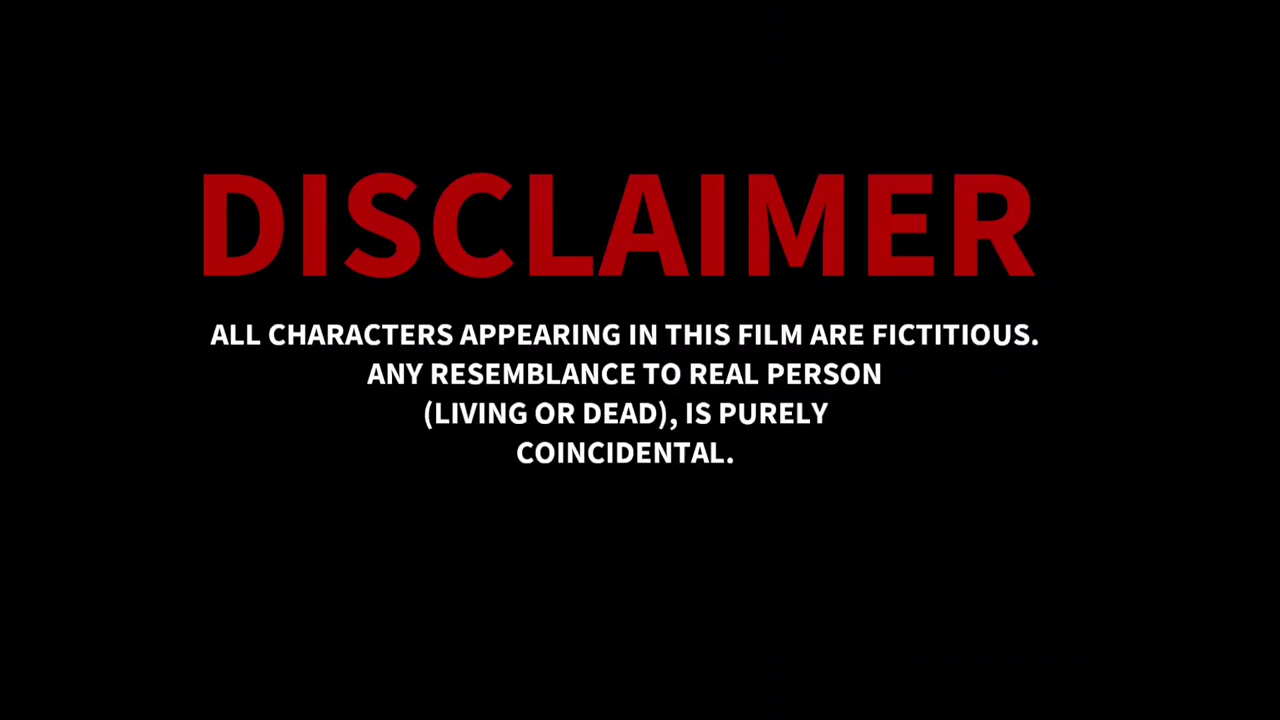 DISCLAIMER
ALL CHARACTERS APPEARING IN THIS FILM ARE FICTITIOUS.
ANY RESEMBLANCE TO REAL PERSON
(LIVING OR DEAD), IS PURELY
COINCIDENTAL.